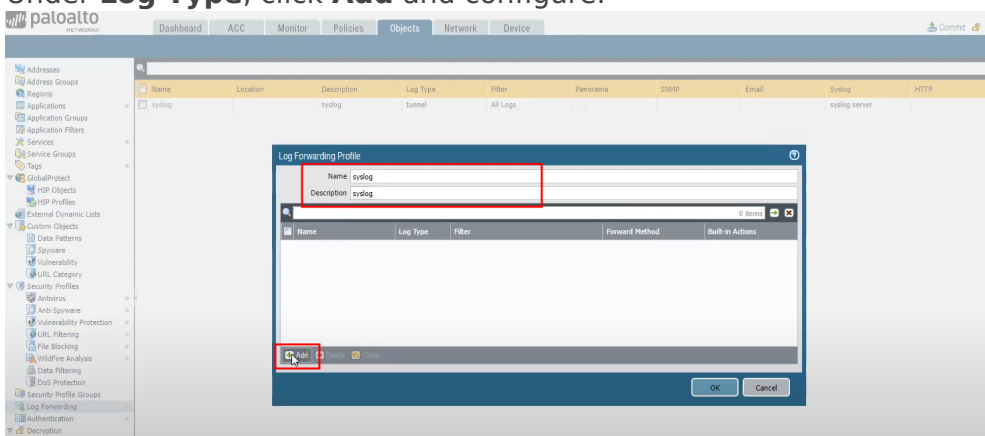 Under Log Type, click Add and configure:
paloalto
NETWORKS
Dashboard ACC Monitor Policies Objects Network Device
Commit
Addresses
Address Groups
Regions
Applications
Application Groups
Application Filters
Services
Service Groups
Tags
GlobalProtect
HIP Objects
HIP Profiles
External Dynamic Lists
Custom Objects
Data Patterns
Spyware
Vulnerability
URL Category
Security Profiles
Antivirus
Anti-Spyware
Vulnerability Protection
URL Filtering
File Blocking
WildFire Analysis
Data Filtering
DoS Protection
Security Profile Groups
Log Forwarding
Authentication
Decryption
Name Location Description Log Type Filter Panorama SNMP Email Syslog HTTP
syslog syslog tunnel All Logs syslog server
Log Forwarding Profile
Name syslog
Description syslog
0 items
Name Log Type Filter Forward Method Built-in Actions
Add Delete Clone
OK Cancel